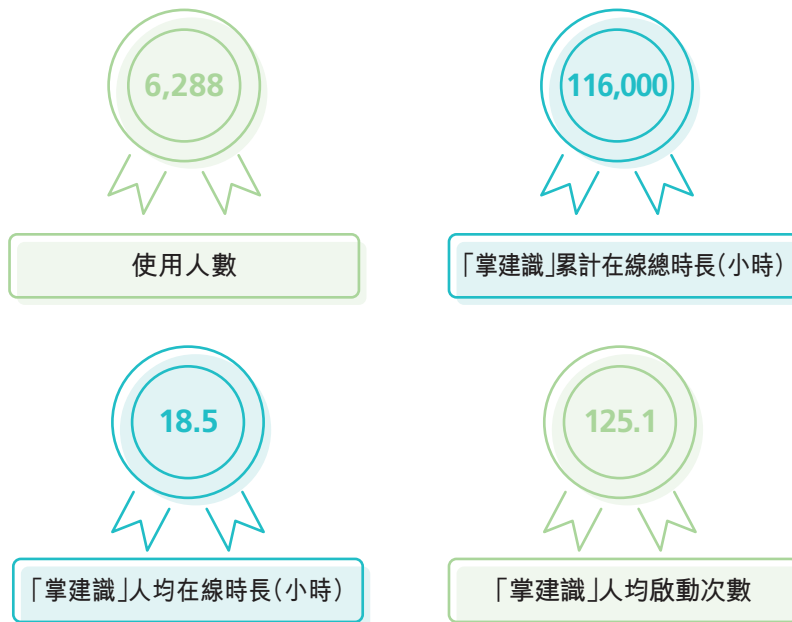 6,288
使用人數
116,000
「掌建識」累計在線總時長(小時)
18.5
「掌建識」人均在線時長(小時)
125.1
「掌建識」人均啟動次數